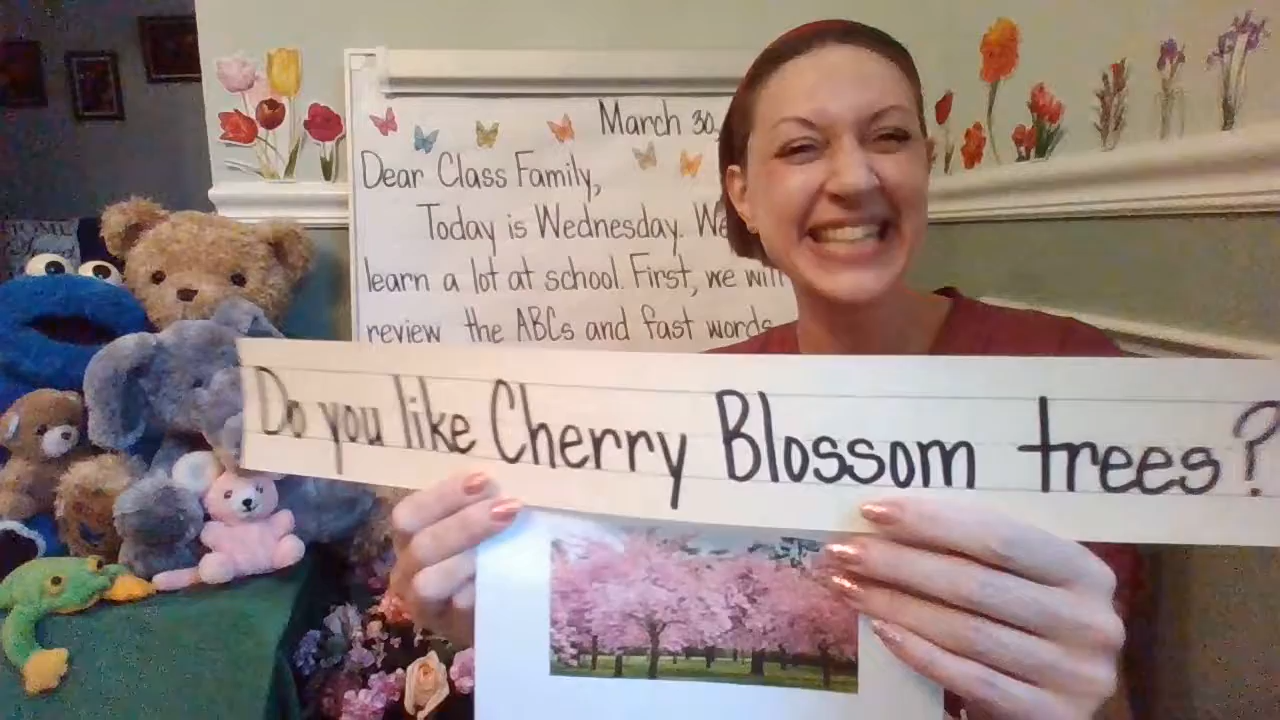 March 30,
Dear Class Family,
Today is Wednesday. We
learn a lot at school. First, we will
review the ABCs and fast words
Do you like Cherry Blossom trees?
HOME